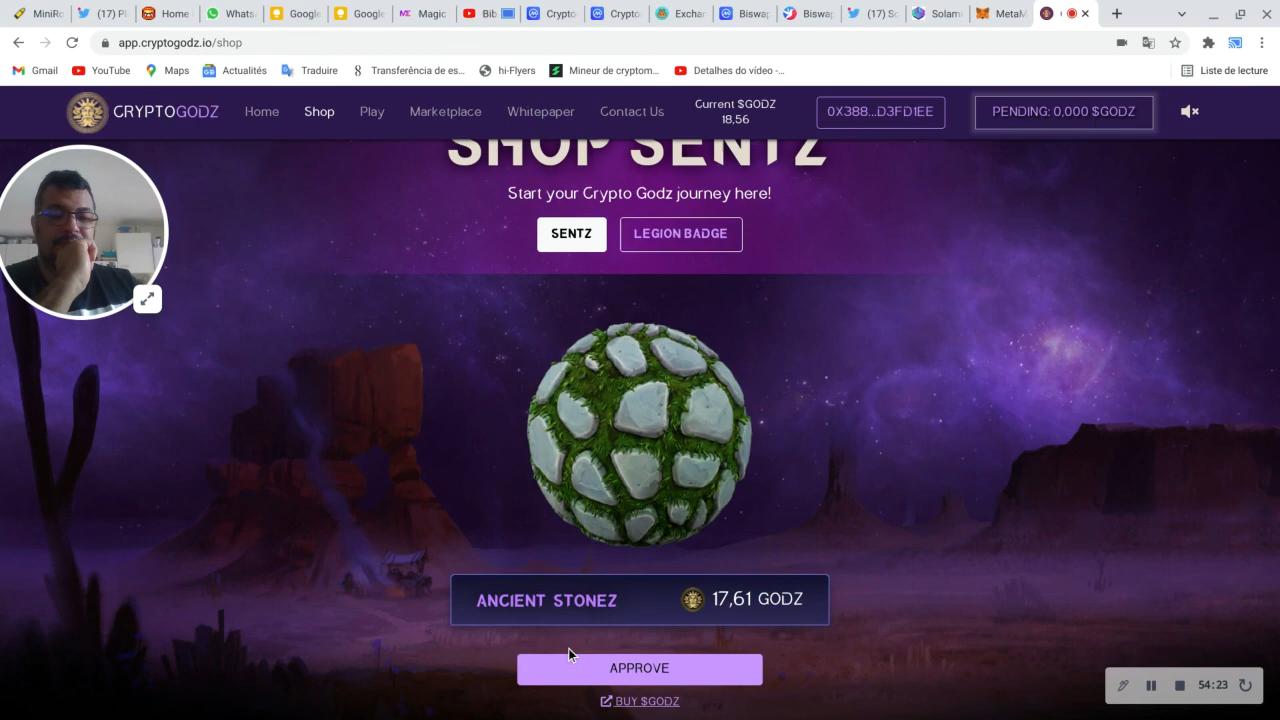 MiniRo
(17) Pl
Home
Whats
Google
Google
Magic
Bib
Crypto
Crypto
Exchar
Biswap
Biswap
(17) Sc
Solami
MetaM
app.cryptogodz.io/shop
Gmail
YouTube
Maps
Actualités
Traduire
Transferência de es...
hi-Flyers
Mineur de cryptom...
Detalhes do vídeo -...
Liste de lecture
CRYPTOGODZ
Home
Shop
Play
Marketplace
Whitepaper
Contact Us
Current $GODZ
18,56
0X388...D3FD1EE
PENDING: 0,000 $GODZ
SHOP SENTZ
Start your Crypto Godz journey here!
SENTZ
LEGION BADGE
ANCIENT STONEZ
17,61 GODZ
APPROVE
BUY $GODZ
54:23